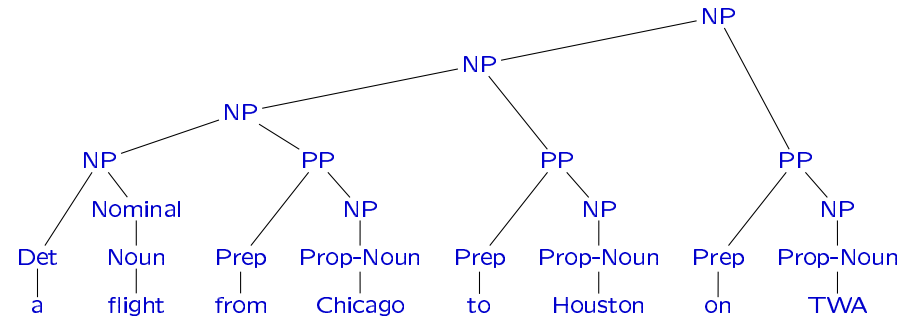 NP
NP
NP
NP PP PP PP
Nominal NP NP NP
Det Noun Prep Prop-Noun Prep Prop-Noun Prep Prop-Noun
a flight from Chicago to Houston on TWA